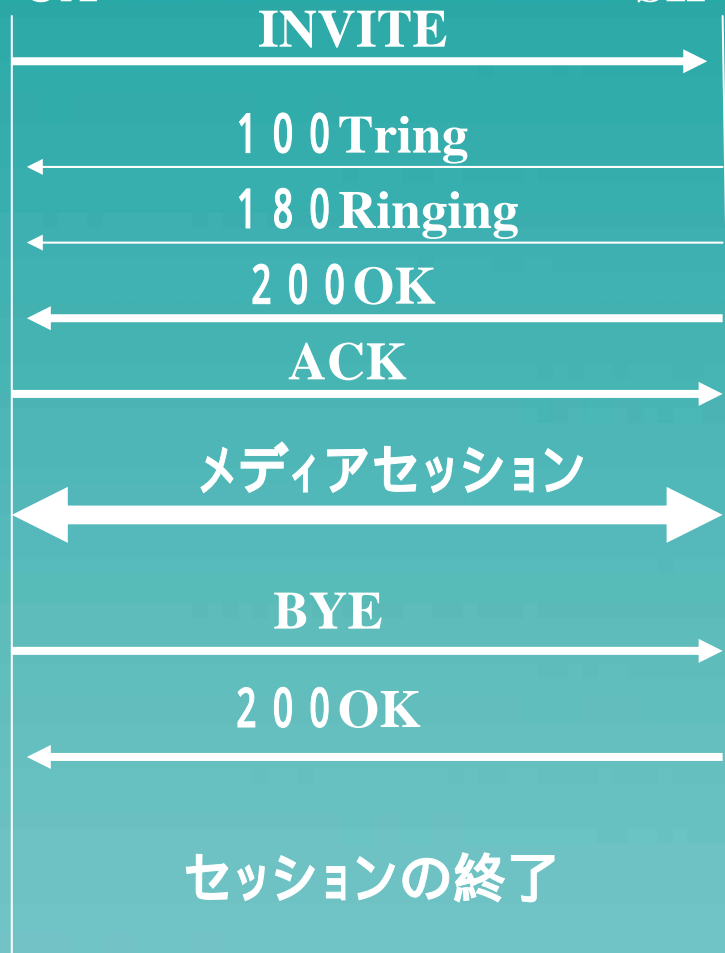 INVITE
１００Tring
１８０Ringing
２００OK
ACK
メディアセッション
BYE
２００OK
セッションの終了